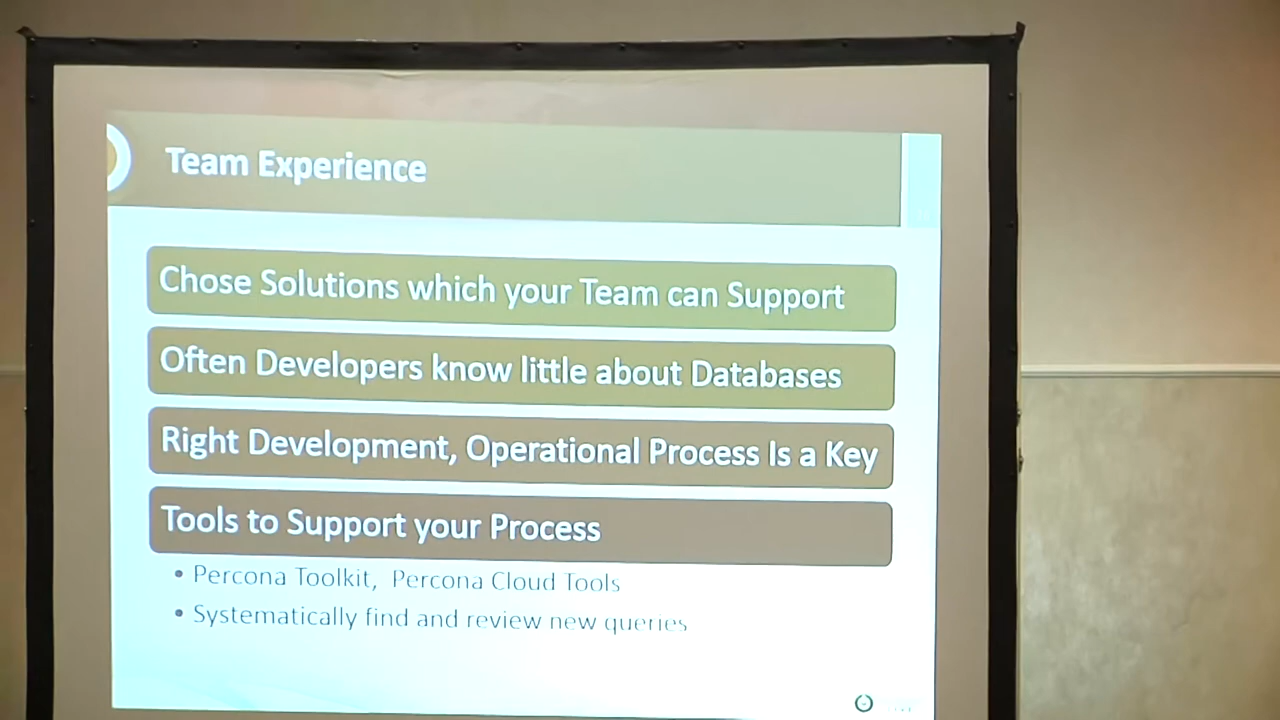 Team Experience
Chose Solutions which your Team can Support
Often Developers know little about Databases
Right Development, Operational Process Is a Key
Tools to Support your Process
• Percona Toolkit, Percona Cloud Tools
• Systematically find and review new queries